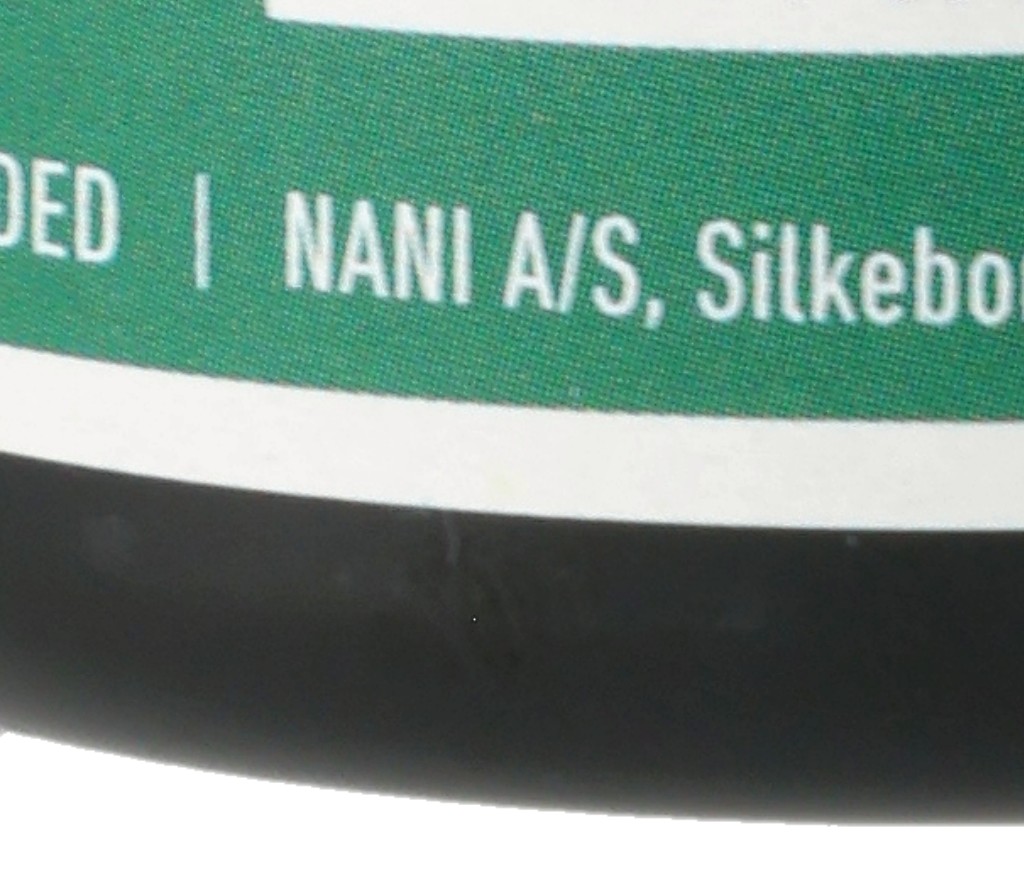 DED | NANI A/S, Silkebo